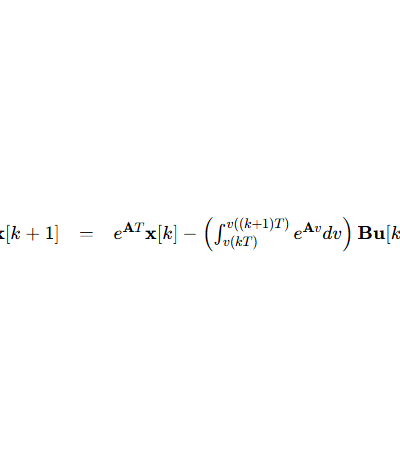 x[k + 1] = e^{AT}x[k] − (∫_{v(kT)}^{v((k+1)T)} e^{Av}dv) Bu[k